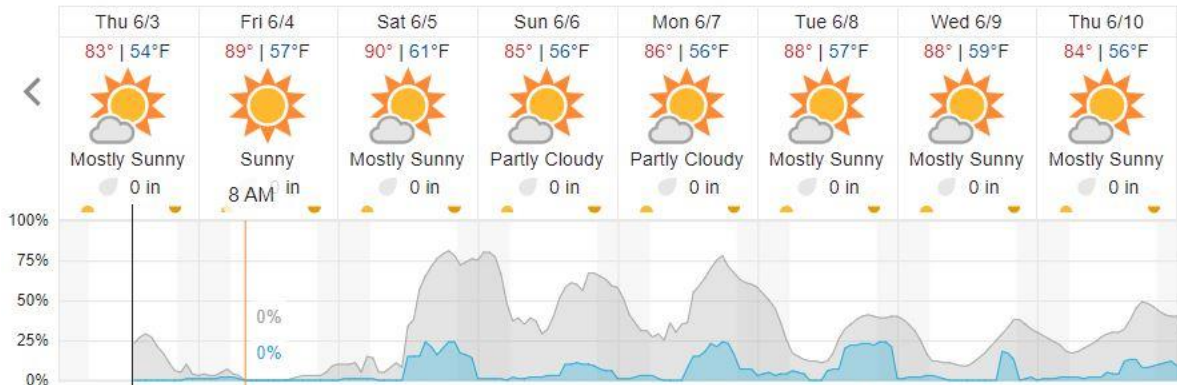 Thu 6/3 Fri 6/4 Sat 6/5 Sun 6/6 Mon 6/7 Tue 6/8 Wed 6/9 Thu 6/10
83° | 54°F 89° | 57°F 90° | 61°F 85° | 56°F 86° | 56°F 88° | 57°F 88° | 59°F 84° | 56°F
Mostly Sunny Sunny Mostly Sunny Partly Cloudy Partly Cloudy Mostly Sunny Mostly Sunny Mostly Sunny
0 in 0 in 0 in 0 in 0 in 0 in 0 in 0 in
8 AM
100%
75%
50%
0%
25%
0%
0%